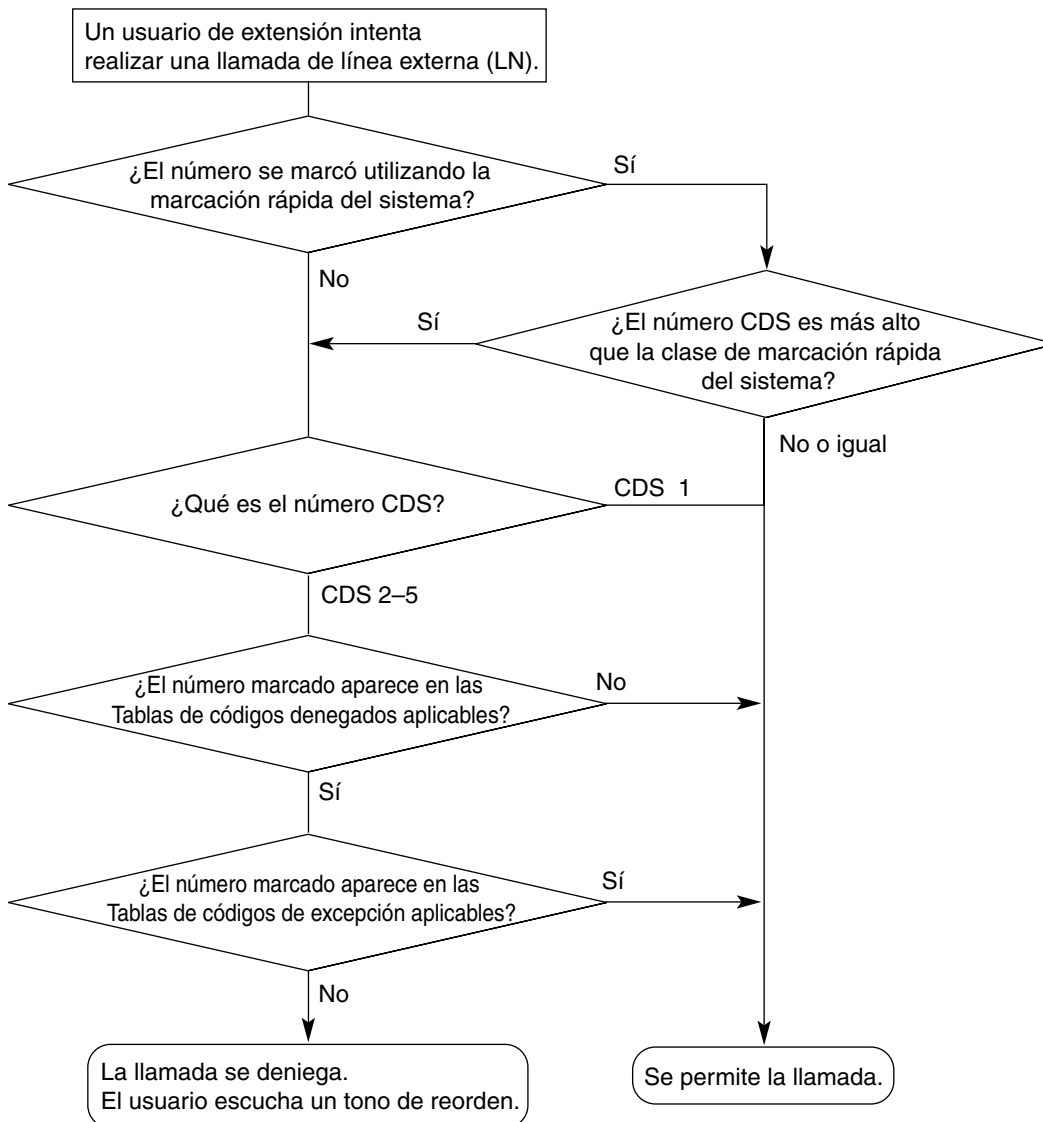 Un usuario de extensión intenta
realizar una llamada de línea externa (LN).
¿El número se marcó utilizando la
marcación rápida del sistema?
Sí
No
Sí
¿El número CDS es más alto
que la clase de marcación rápida
del sistema?
No o igual
¿Qué es el número CDS?
CDS 1
CDS 2–5
¿El número marcado aparece en las
Tablas de códigos denegados aplicables?
No
Sí
¿El número marcado aparece en las
Tablas de códigos de excepción aplicables?
Sí
No
La llamada se deniega.
El usuario escucha un tono de reorden.
Se permite la llamada.